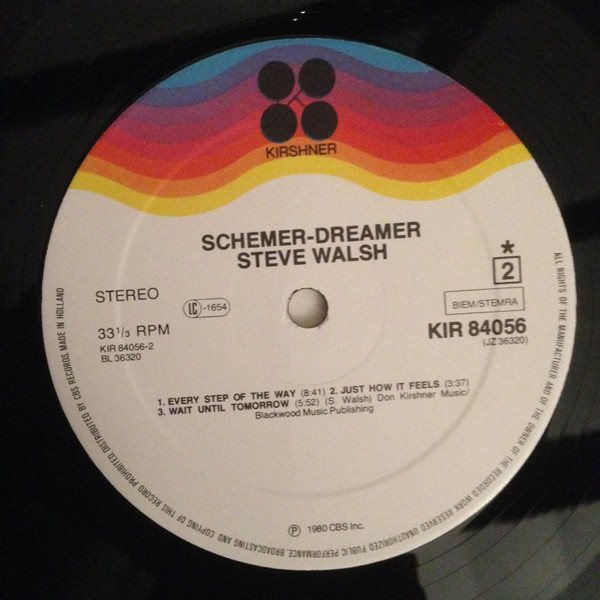 KIRSHNER
SCHEMER-DREAMER
STEVE WALSH
STEREO
LC-1654
33 1/3 RPM
KIR 84056-2
BL 36320
*
2
BIEM/STEMRA
KIR 84056
(JZ 36320)
1. EVERY STEP OF THE WAY (8:41) 2. JUST HOW IT FEELS (3:37)
3. WAIT UNTIL TOMORROW (5:52) (S. Walsh) Don Kirshner Music/
Blackwood Music Publishing
℗ 1980 CBS Inc.
ALL RIGHTS OF THE MANUFACTURER AND OF THE OWNER OF THE RECORDED WORK RESERVED UNAUTHORIZED PUBLIC PERFORMANCE, BROADCASTING AND COPYING OF THIS RECORD PROHIBITED, DISTRIBUTED BY CBS RECORDS. MADE IN HOLLAND